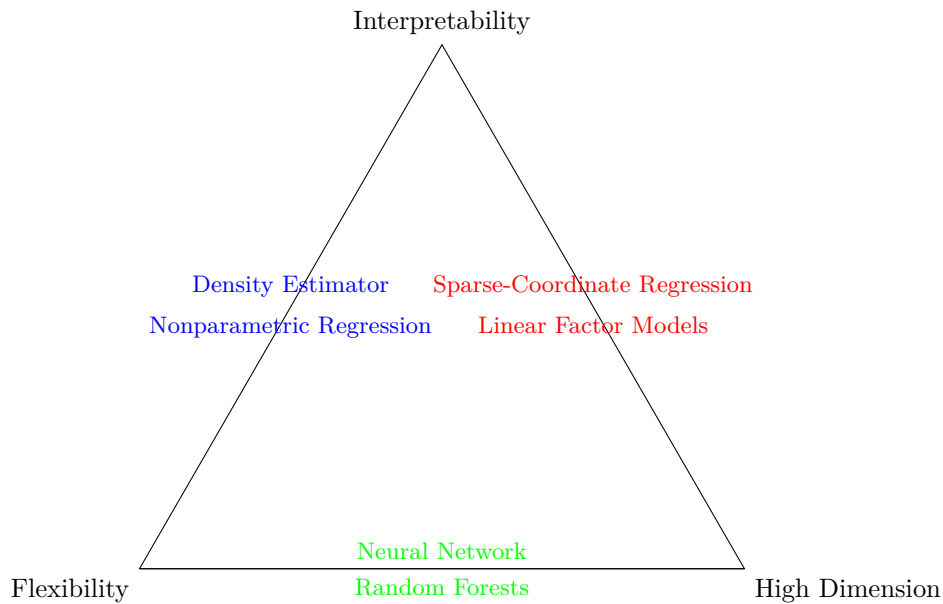 Interpretability
Density Estimator
Sparse-Coordinate Regression
Nonparametric Regression
Linear Factor Models
Neural Network
Random Forests
Flexibility
High Dimension